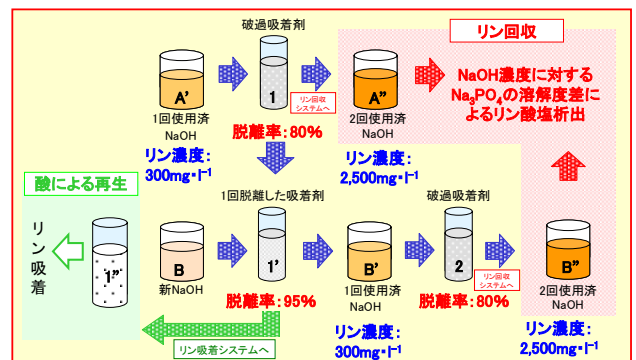 破過吸着剤
リン回収
A'
1
A”
リン回収
システムへ
1回使用済
NaOH
脱離率：80%
2回使用済
NaOH
NaOH濃度に対する
Na₃PO₄の溶解度差に
よるリン酸塩析出
リン濃度：
300mg・l⁻¹
リン濃度：
2,500mg・l⁻¹
酸による再生
1回脱離した吸着剤
破過吸着剤
リン吸着
1”
B
1'
B'
2
B”
リン回収
システムへ
新NaOH
1回使用済
NaOH
2回使用済
NaOH
脱離率：95%
脱離率：80%
リン濃度：
300mg・l⁻¹
リン濃度：
2,500mg・l⁻¹
リン吸着システムへ